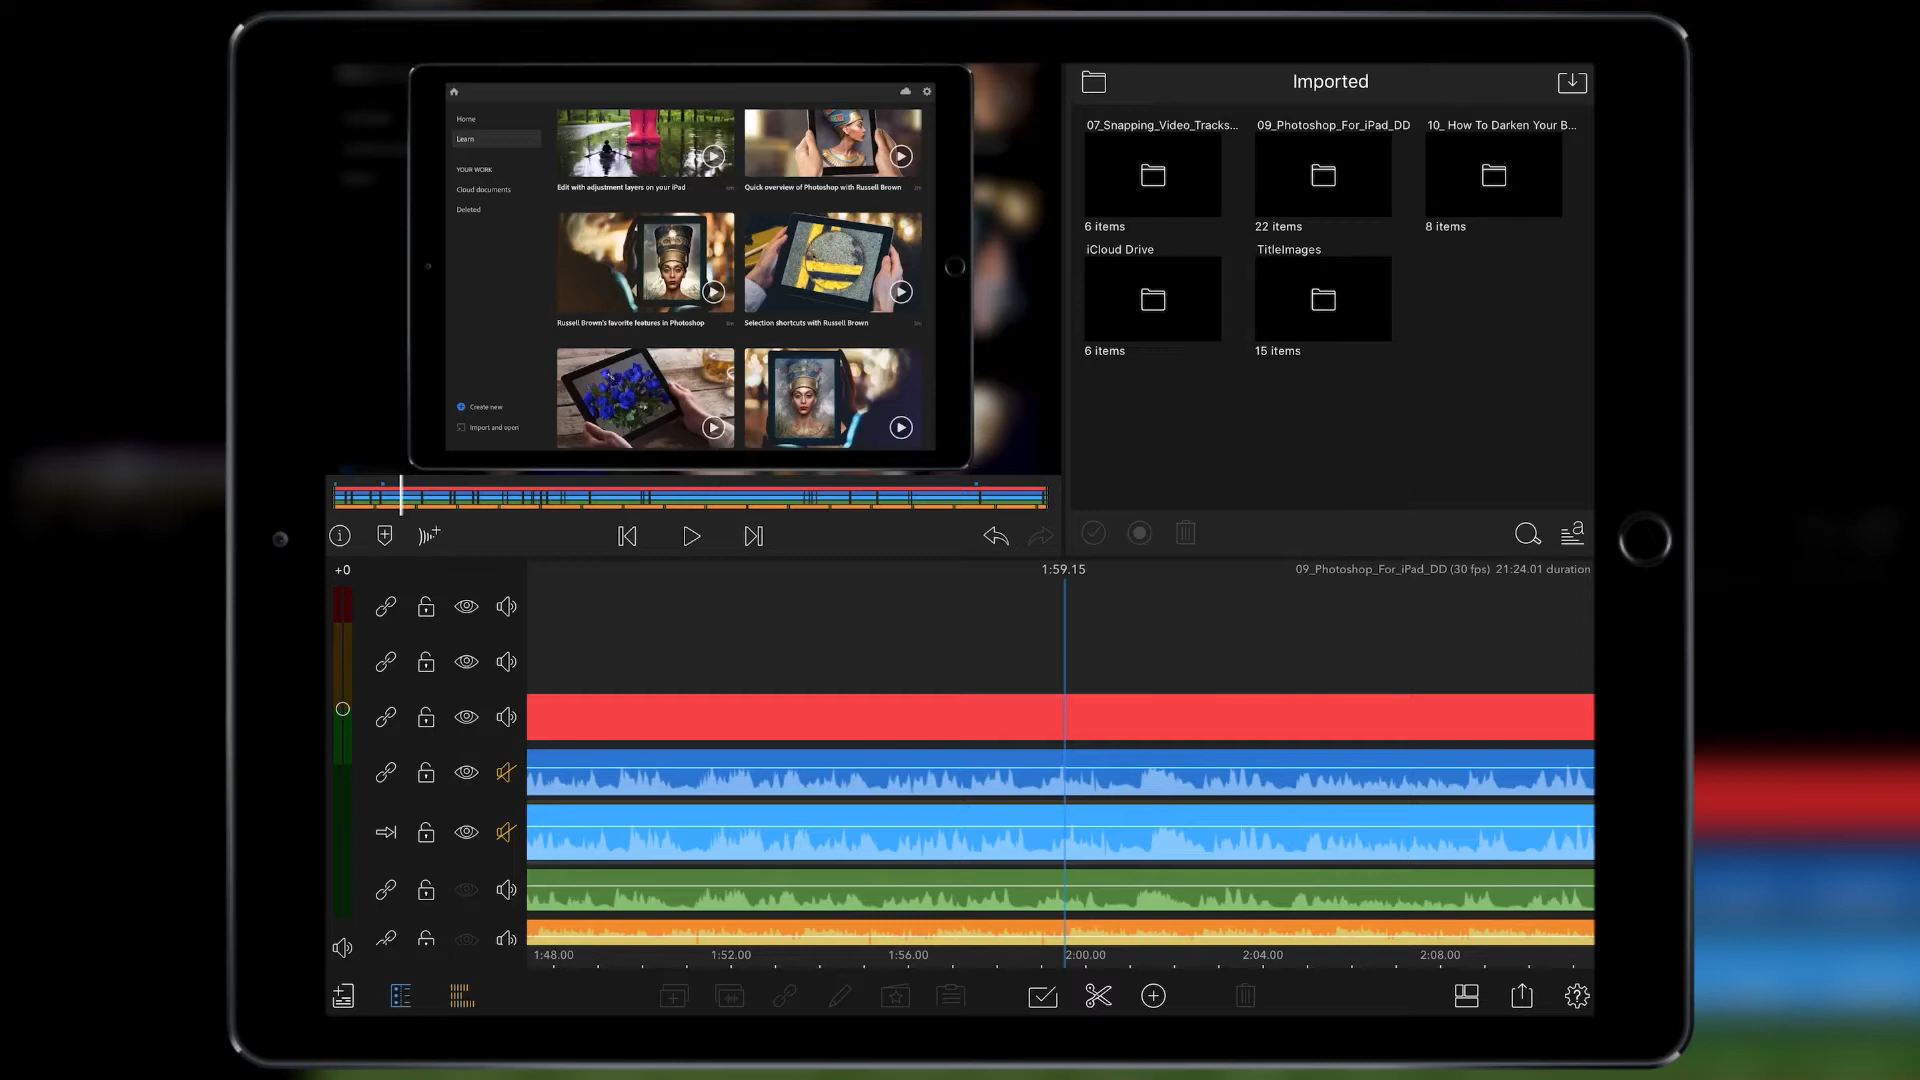 Home
Learn
YOUR WORK
Cloud documents
Deleted
Create new
Import and open
Edit with adjustment layers on your iPad
Quick overview of Photoshop with Russell Brown
Russell Brown's favorite features in Photoshop
Selection shortcuts with Russell Brown
Imported
07_Snapping_Video_Tracks...
09_Photoshop_For_iPad_DD
10_ How To Darken Your B...
6 items
22 items
8 items
iCloud Drive
TitleImages
6 items
15 items
+0
1:59.15
09_Photoshop_For_iPad_DD (30 fps) 21:24.01 duration
1:48.00
1:52.00
1:56.00
2:00.00
2:04.00
2:08.00